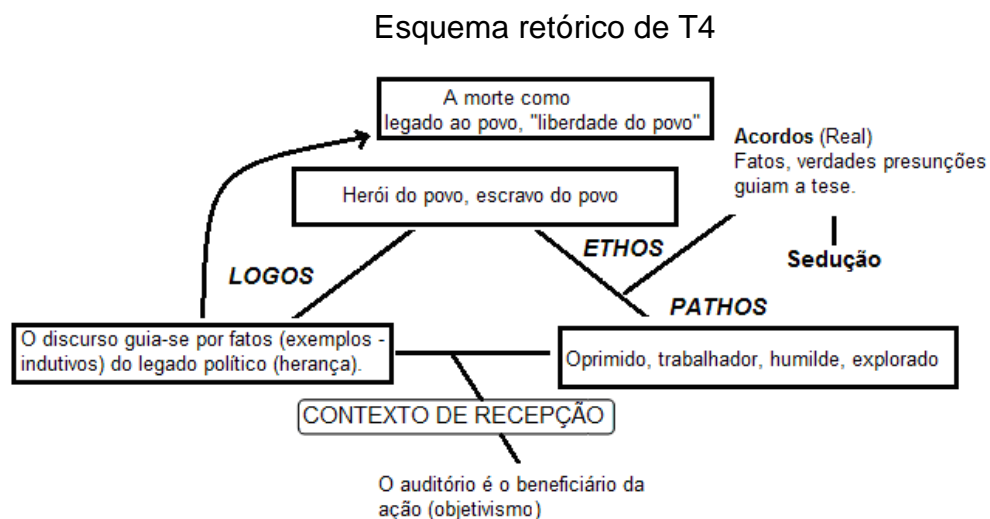 Esquema retórico de T4
A morte como
legado ao povo, "liberdade do povo"
Acordos (Real)
Fatos, verdades presunções
guiam a tese.
Herói do povo, escravo do povo
ETHOS
Sedução
LOGOS
PATHOS
O discurso guia-se por fatos (exemplos -
indutivos) do legado político (herança).
Oprimido, trabalhador, humilde, explorado
CONTEXTO DE RECEPÇÃO
O auditório é o beneficiário da
ação (objetivismo)